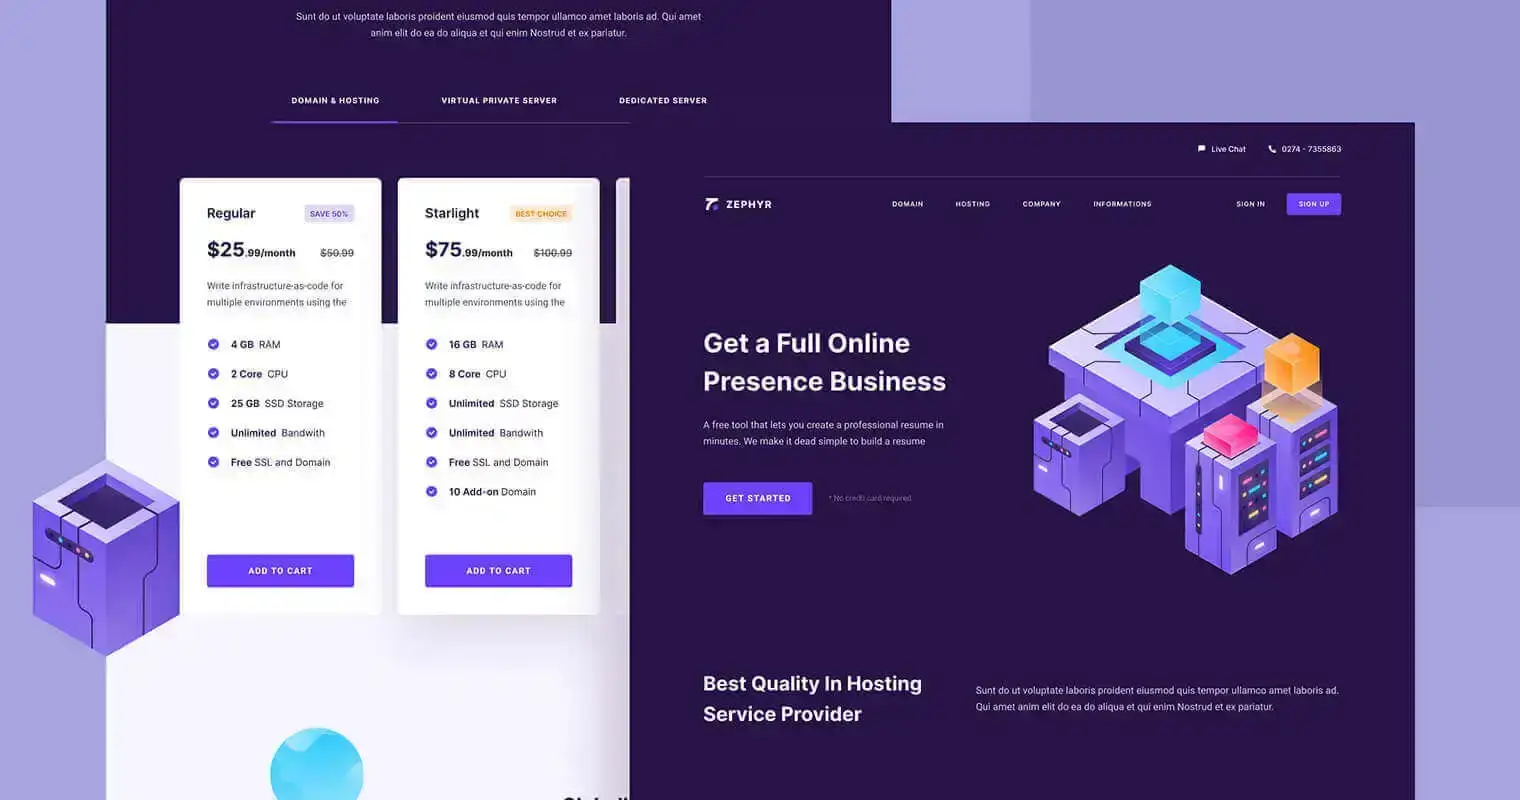 Sunt do ut voluptate laboris proident eiusmod quis tempor ullamco amet laboris ad. Qui amet
anim elit do ea do aliqua et qui enim Nostrud et ex pariatur.
DOMAIN & HOSTING
VIRTUAL PRIVATE SERVER
DEDICATED SERVER
Regular
SAVE 50%
$25.99/month
$50.99
Write infrastructure-as-code for
multiple environments using the
4 GB RAM
2 Core CPU
25 GB SSD Storage
Unlimited Bandwith
Free SSL and Domain
ADD TO CART
Starlight
BEST CHOICE
$75.99/month
$100.99
Write infrastructure-as-code for
multiple environments using the
16 GB RAM
8 Core CPU
Unlimited SSD Storage
Unlimited Bandwith
Free SSL and Domain
10 Add-on Domain
ADD TO CART
Live Chat
0274 - 7355863
ZEPHYR
DOMAIN
HOSTING
COMPANY
INFORMATIONS
SIGN IN
SIGN UP
Get a Full Online
Presence Business
A free tool that lets you create a professional resume in
minutes. We make it dead simple to build a resume
GET STARTED
* No credit card required
Best Quality In Hosting
Service Provider
Sunt do ut voluptate laboris proident eiusmod quis tempor ullamco amet laboris ad.
Qui amet anim elit do ea do aliqua et qui enim Nostrud et ex pariatur.